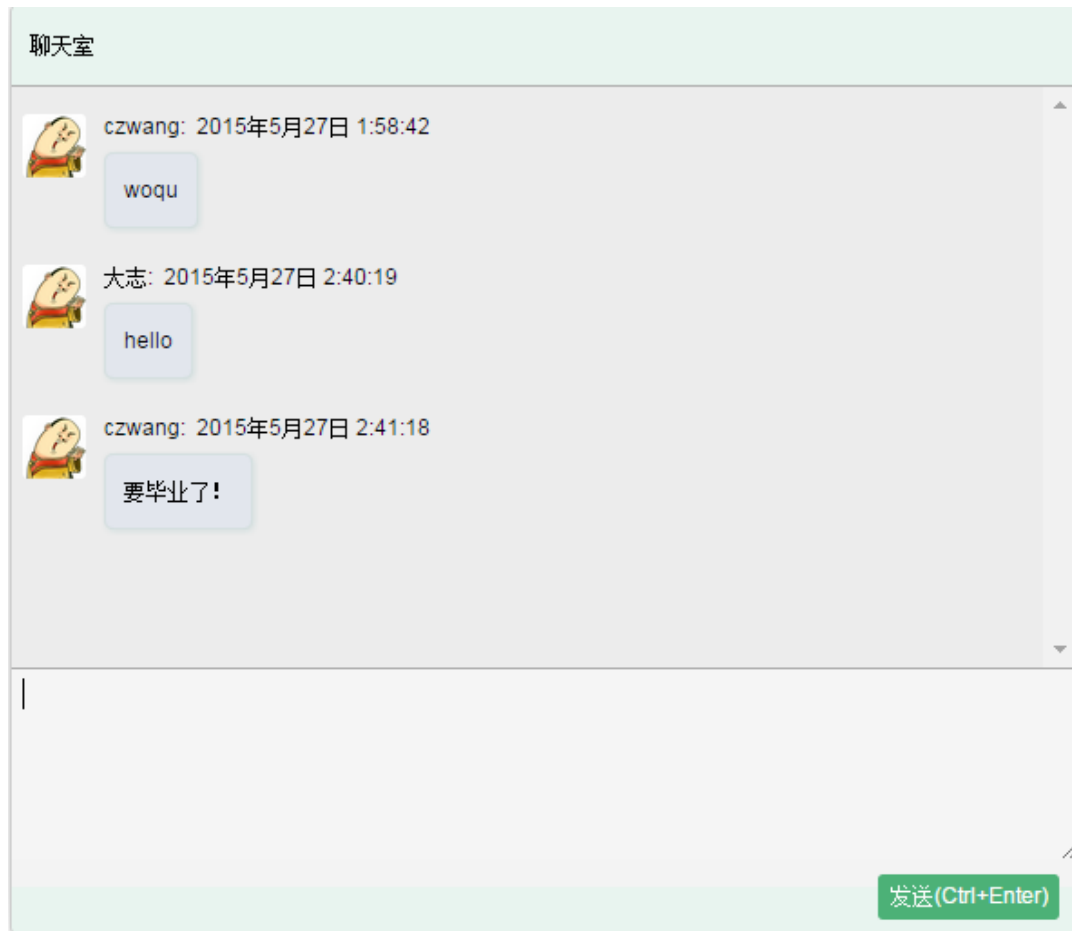 聊天室
czwang: 2015年5月27日 1:58:42
woqu
大志: 2015年5月27日 2:40:19
hello
czwang: 2015年5月27日 2:41:18
要毕业了！
发送(Ctrl+Enter)